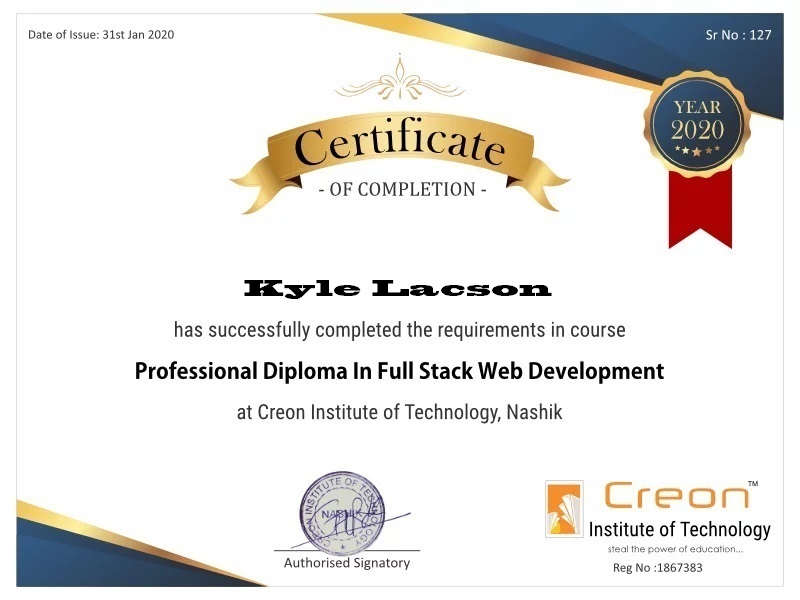 Date of Issue: 31st Jan 2020
Sr No : 127
YEAR
2020
Certificate
- OF COMPLETION -
Kyle Lacson
has successfully completed the requirements in course
Professional Diploma In Full Stack Web Development
at Creon Institute of Technology, Nashik
CREON INSTITUTE OF TECHNOLOGY
NASHIK
Authorised Signatory
Creon™
Institute of Technology
steal the power of education...
Reg No :1867383